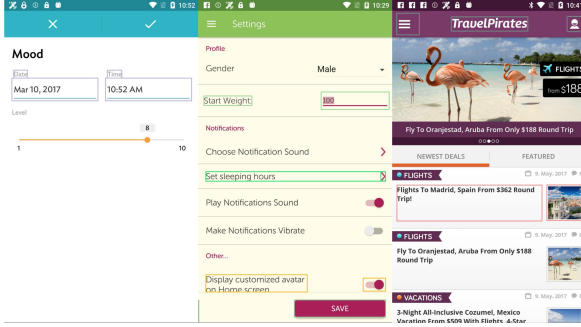 10:52
Mood
Date
Time
Mar 10, 2017
10:52 AM
Level
8
1
10
10:29
Settings
Profile
Gender
Male
Start Weight:
100
Notifications
Choose Notification Sound
Set sleeping hours
Play Notifications Sound
Make Notifications Vibrate
Other...
Display customized avatar
on Home screen
SAVE
TravelPirates
FLIGHTS
from $188
Fly To Oranjestad, Aruba From Only $188 Round Trip
NEWEST DEALS
FEATURED
FLIGHTS
9. May. 2017
Flights To Madrid, Spain From $362 Round
Trip!
FLIGHTS
9. May. 2017
Fly To Oranjestad, Aruba From Only $188
Round Trip
VACATIONS
9. May. 2017
3-Night All-Inclusive Cozumel, Mexico
Vacation From $509 With Flights, 4-Star